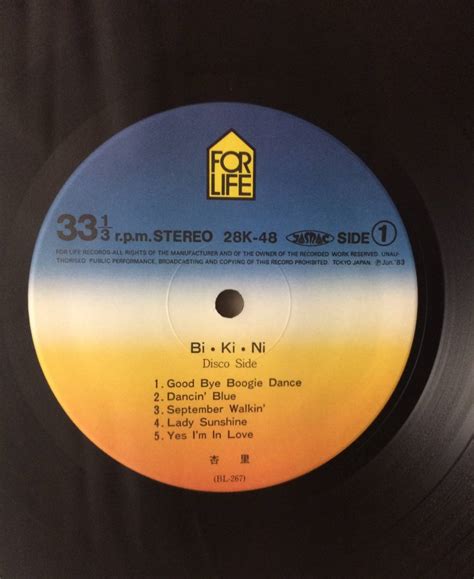 FOR
LIFE
33 1/3 r.p.m. STEREO 28K-48 JASRAC SIDE 1
FOR LIFE RECORDS-ALL RIGHTS OF THE MANUFACTURER AND OF THE OWNER OF THE RECORDED WORK RESERVED. UNAU-
THORISED PUBLIC PERFORMANCE, BROADCASTING AND COPYING OF THIS RECORD PROHIBITED. TOKYO JAPAN. ℗Jun.'83
Bi・Ki・Ni
Disco Side
1. Good Bye Boogie Dance
2. Dancin' Blue
3. September Walkin'
4. Lady Sunshine
5. Yes I'm In Love
杏 里
(BL-267)